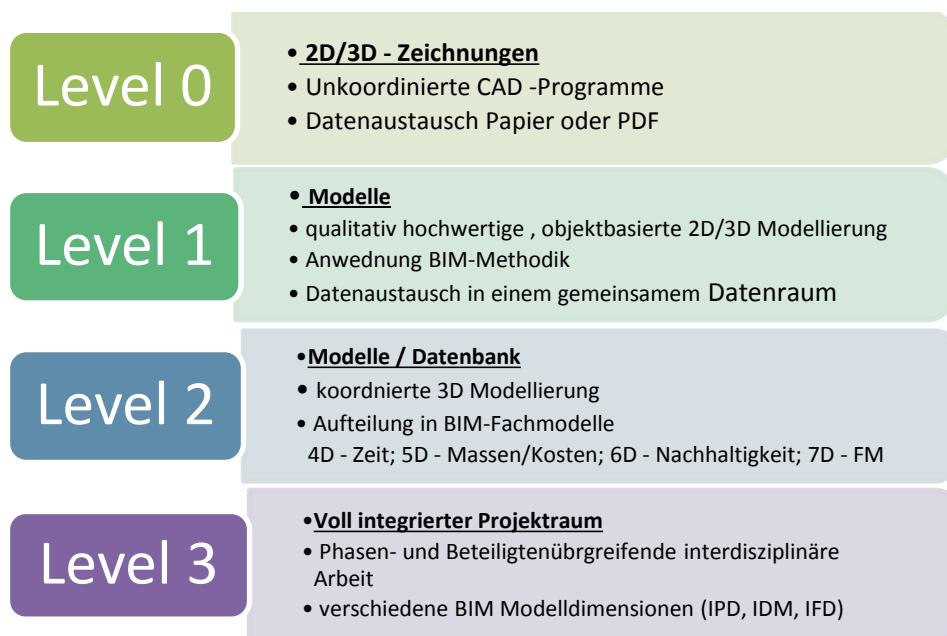 Level 0
• 2D/3D - Zeichnungen
• Unkoordinierte CAD -Programme
• Datenaustausch Papier oder PDF
Level 1
• Modelle
• qualitativ hochwertige , objektbasierte 2D/3D Modellierung
• Anwednung BIM-Methodik
• Datenaustausch in einem gemeinsamem Datenraum
Level 2
•Modelle / Datenbank
• koordnierte 3D Modellierung
• Aufteilung in BIM-Fachmodelle
4D - Zeit; 5D - Massen/Kosten; 6D - Nachhaltigkeit; 7D - FM
Level 3
•Voll integrierter Projektraum
• Phasen- und Beteiligtenübrgreifende interdisziplinäre
Arbeit
• verschiedene BIM Modelldimensionen (IPD, IDM, IFD)